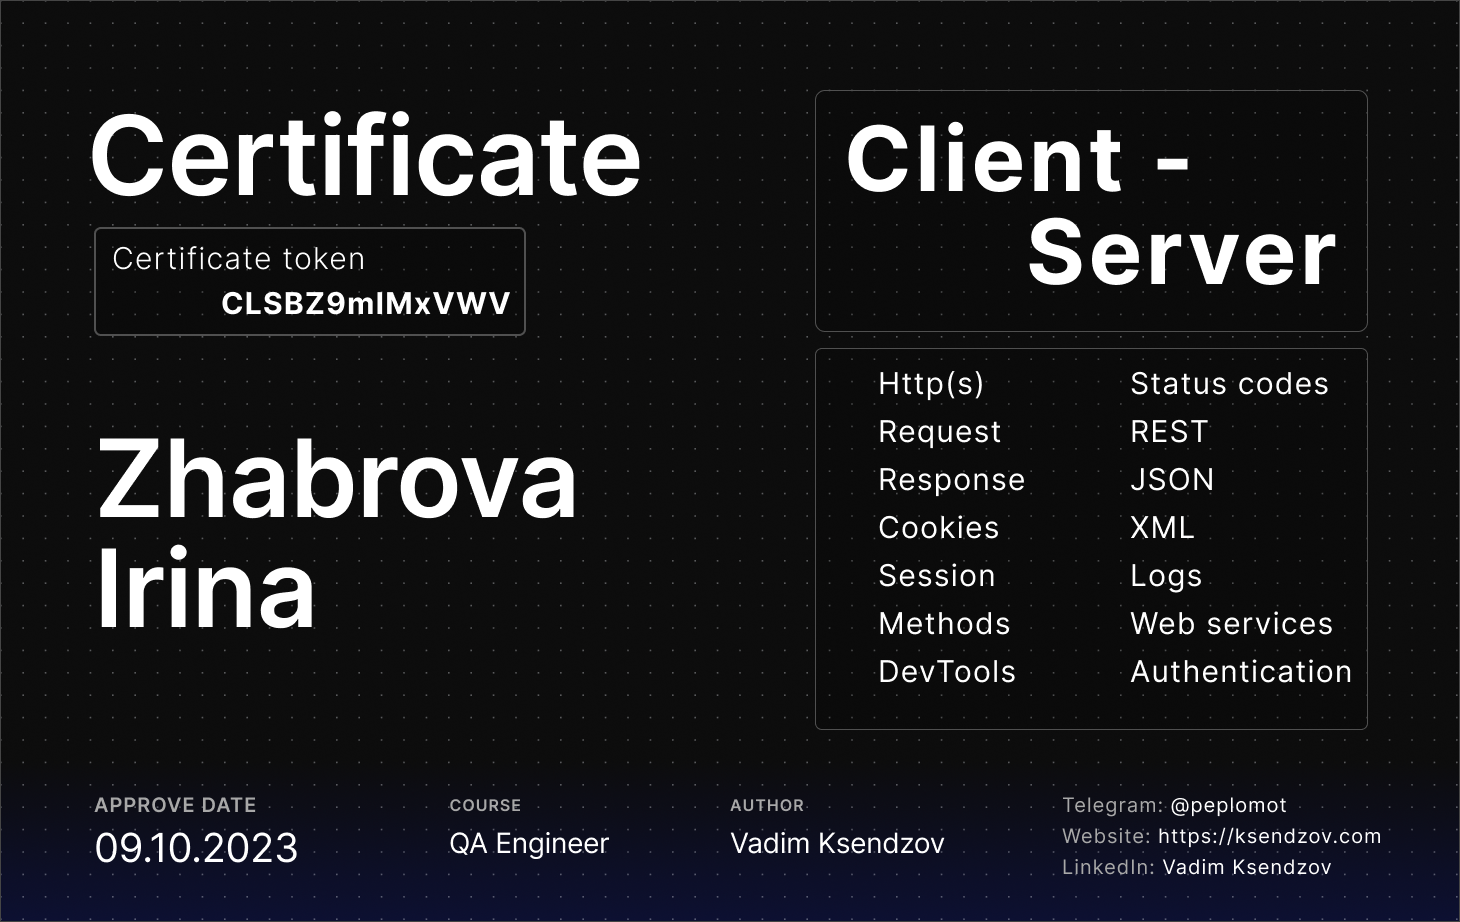 Certificate
Certificate token
CLSBZ9mIMxVWV
Zhabrova
Irina
Client -
Server
Http(s)
Request
Response
Cookies
Session
Methods
DevTools
Status codes
REST
JSON
XML
Logs
Web services
Authentication
APPROVE DATE
09.10.2023
COURSE
QA Engineer
AUTHOR
Vadim Ksendzov
Telegram: @peplomot
Website: https://ksendzov.com
LinkedIn: Vadim Ksendzov